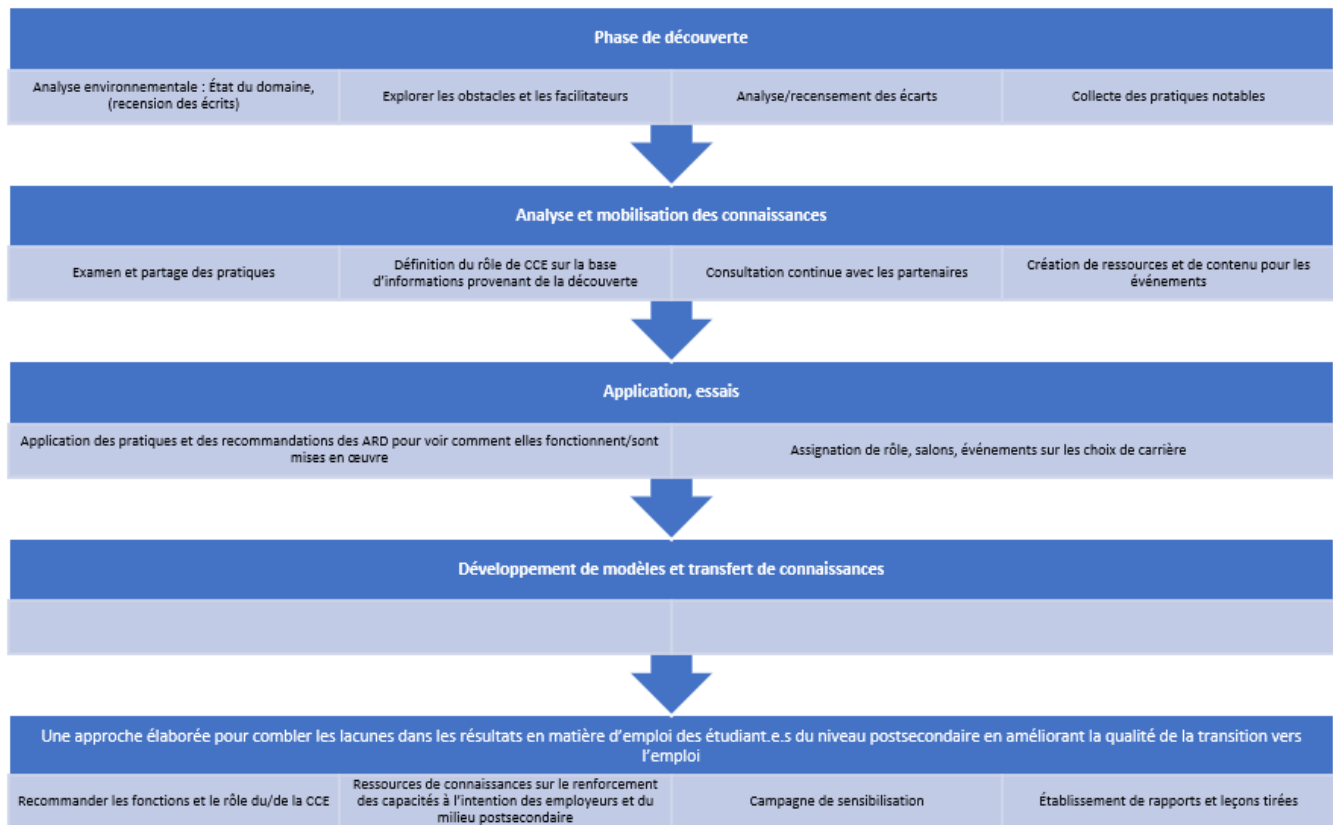 Phase de découverte
Analyse environnementale : État du domaine,
(recension des écrits)
Explorer les obstacles et les facilitateurs
Analyse/recensement des écarts
Collecte des pratiques notables
Analyse et mobilisation des connaissances
Examen et partage des pratiques
Définition du rôle de CCE sur la base
d'informations provenant de la découverte
Consultation continue avec les partenaires
Création de ressources et de contenu pour les
événements
Application, essais
Application des pratiques et des recommandations des ARD pour voir comment elles fonctionnent/sont
mises en œuvre
Assignation de rôle, salons, événements sur les choix de carrière
Développement de modèles et transfert de connaissances
Une approche élaborée pour combler les lacunes dans les résultats en matière d'emploi des étudiant.e.s du niveau postsecondaire en améliorant la qualité de la transition vers
l'emploi
Recommander les fonctions et le rôle du/de la CCE
Ressources de connaissances sur le renforcement
des capacités à l'intention des employeurs et du
milieu postsecondaire
Campagne de sensibilisation
Établissement de rapports et leçons tirées